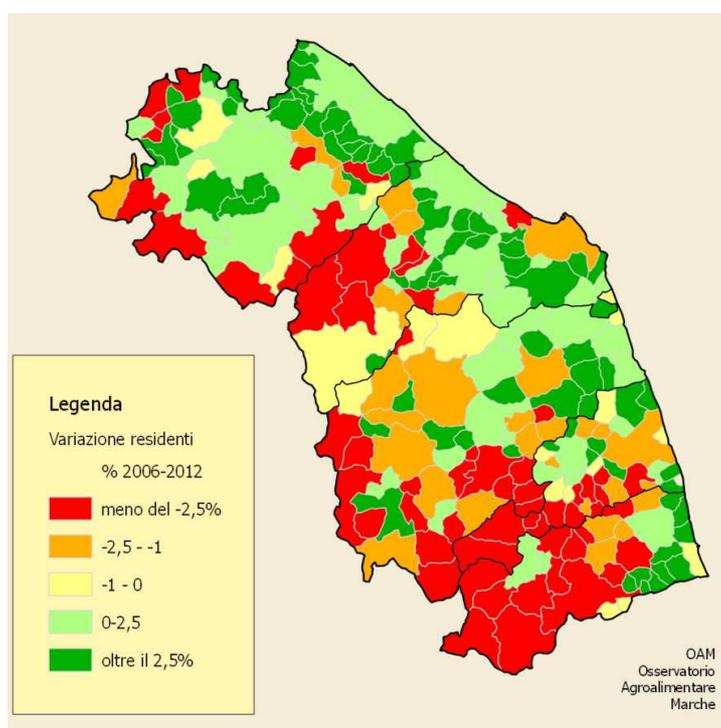 Legenda
Variazione residenti
% 2006-2012
meno del -2,5%
-2,5 - -1
-1 - 0
0-2,5
oltre il 2,5%
OAM
Osservatorio
Agroalimentare
Marche